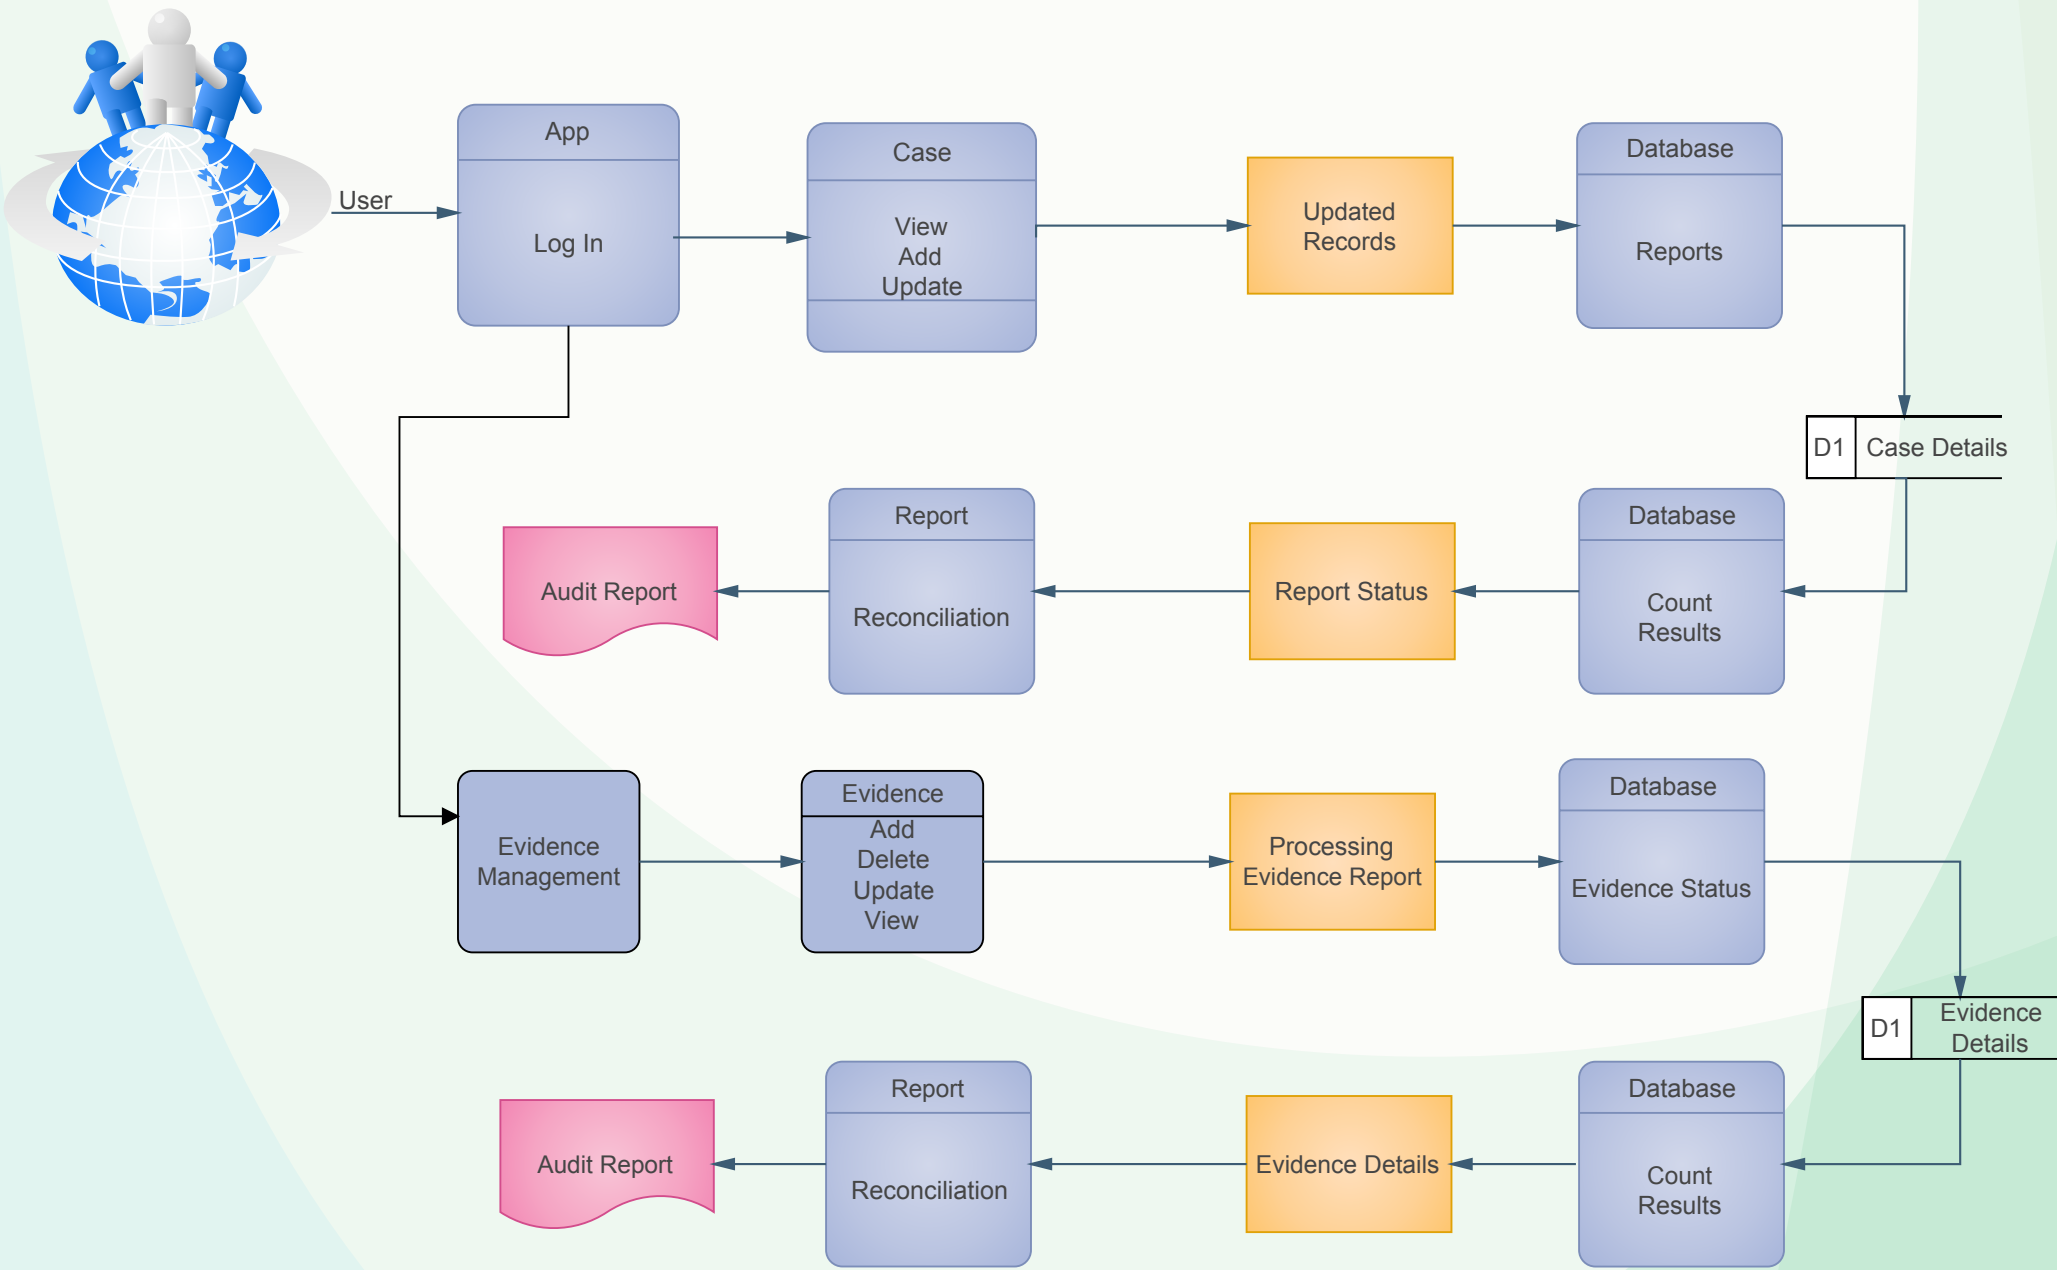 User
App
Log In
Case
View
Add
Update
Updated
Records
Database
Reports
D1
Case Details
Audit Report
Report
Reconciliation
Report Status
Database
Count
Results
Evidence
Management
Evidence
Add
Delete
Update
View
Processing
Evidence Report
Database
Evidence Status
D1
Evidence
Details
Audit Report
Report
Reconciliation
Evidence Details
Database
Count
Results